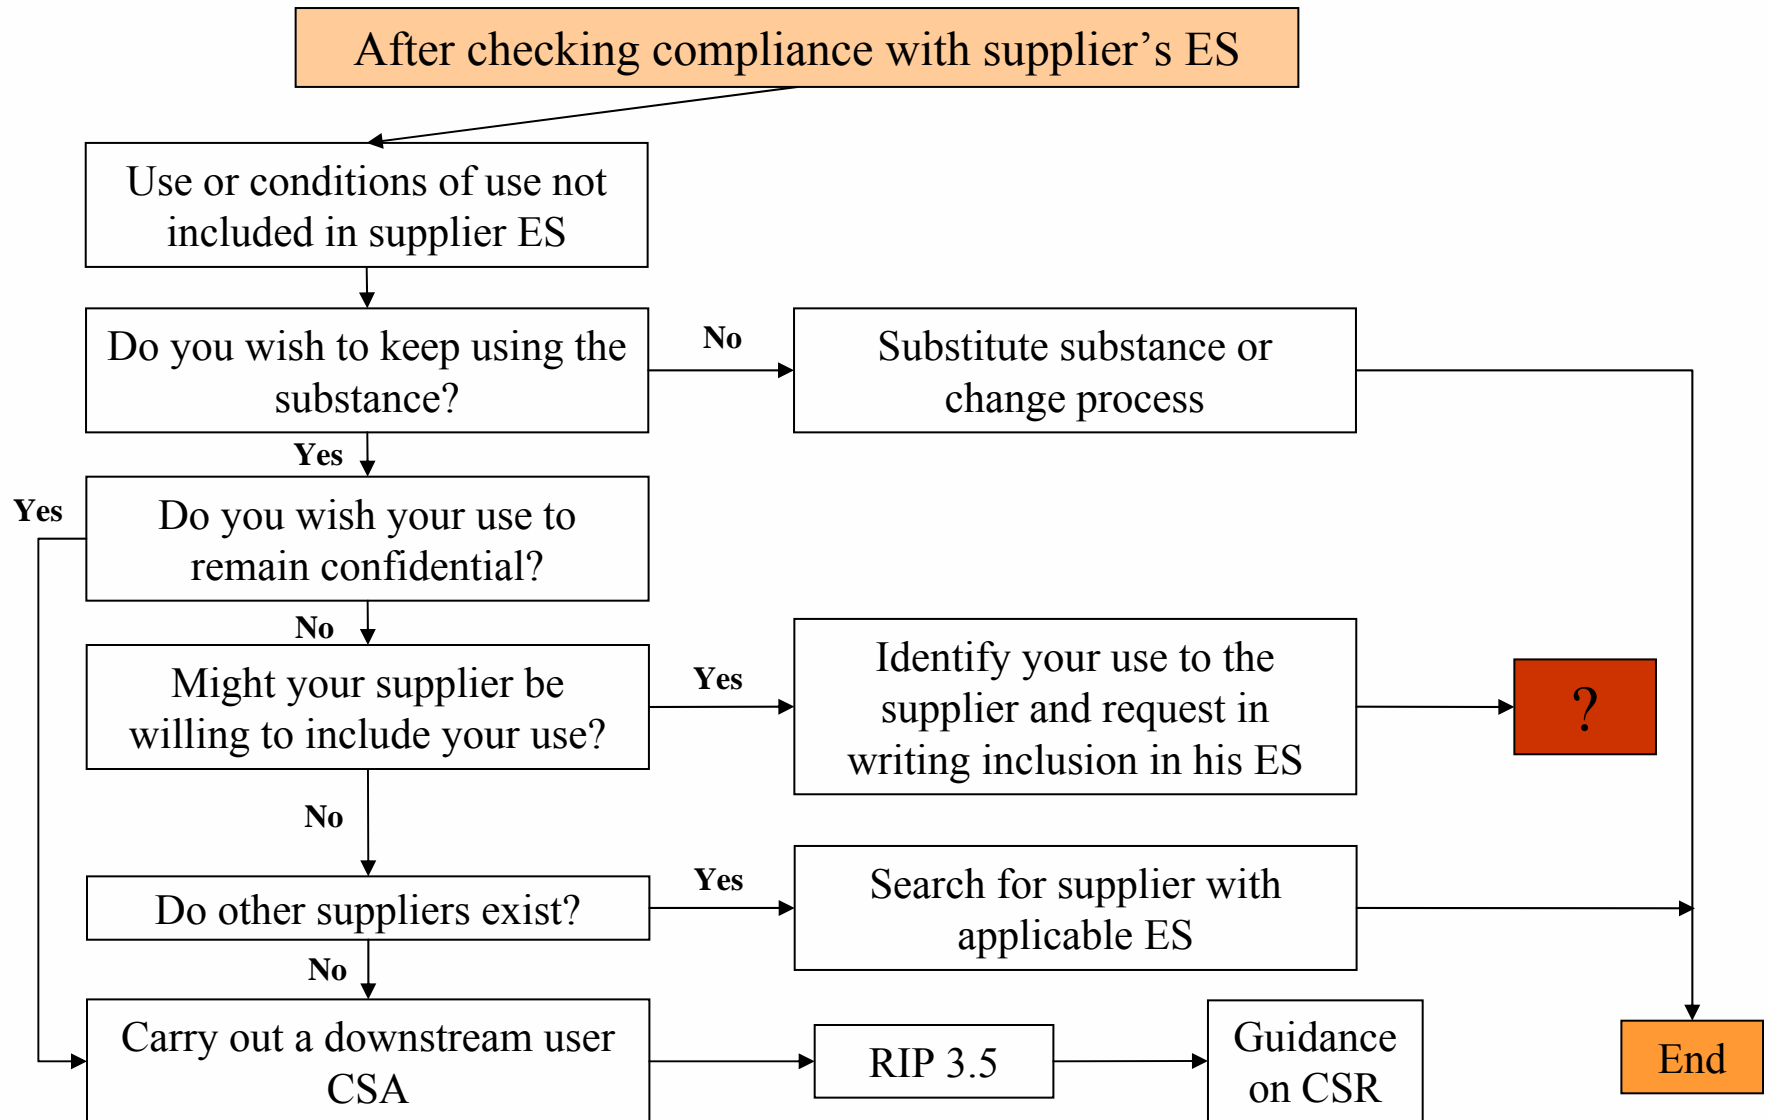 After checking compliance with supplier’s ES
Use or conditions of use not
included in supplier ES
Do you wish to keep using the
substance?
No
Substitute substance or
change process
Yes
Yes
Do you wish your use to
remain confidential?
No
Might your supplier be
willing to include your use?
Yes
Identify your use to the
supplier and request in
writing inclusion in his ES
?
No
Do other suppliers exist?
Yes
Search for supplier with
applicable ES
No
Carry out a downstream user
CSA
RIP 3.5
Guidance
on CSR
End